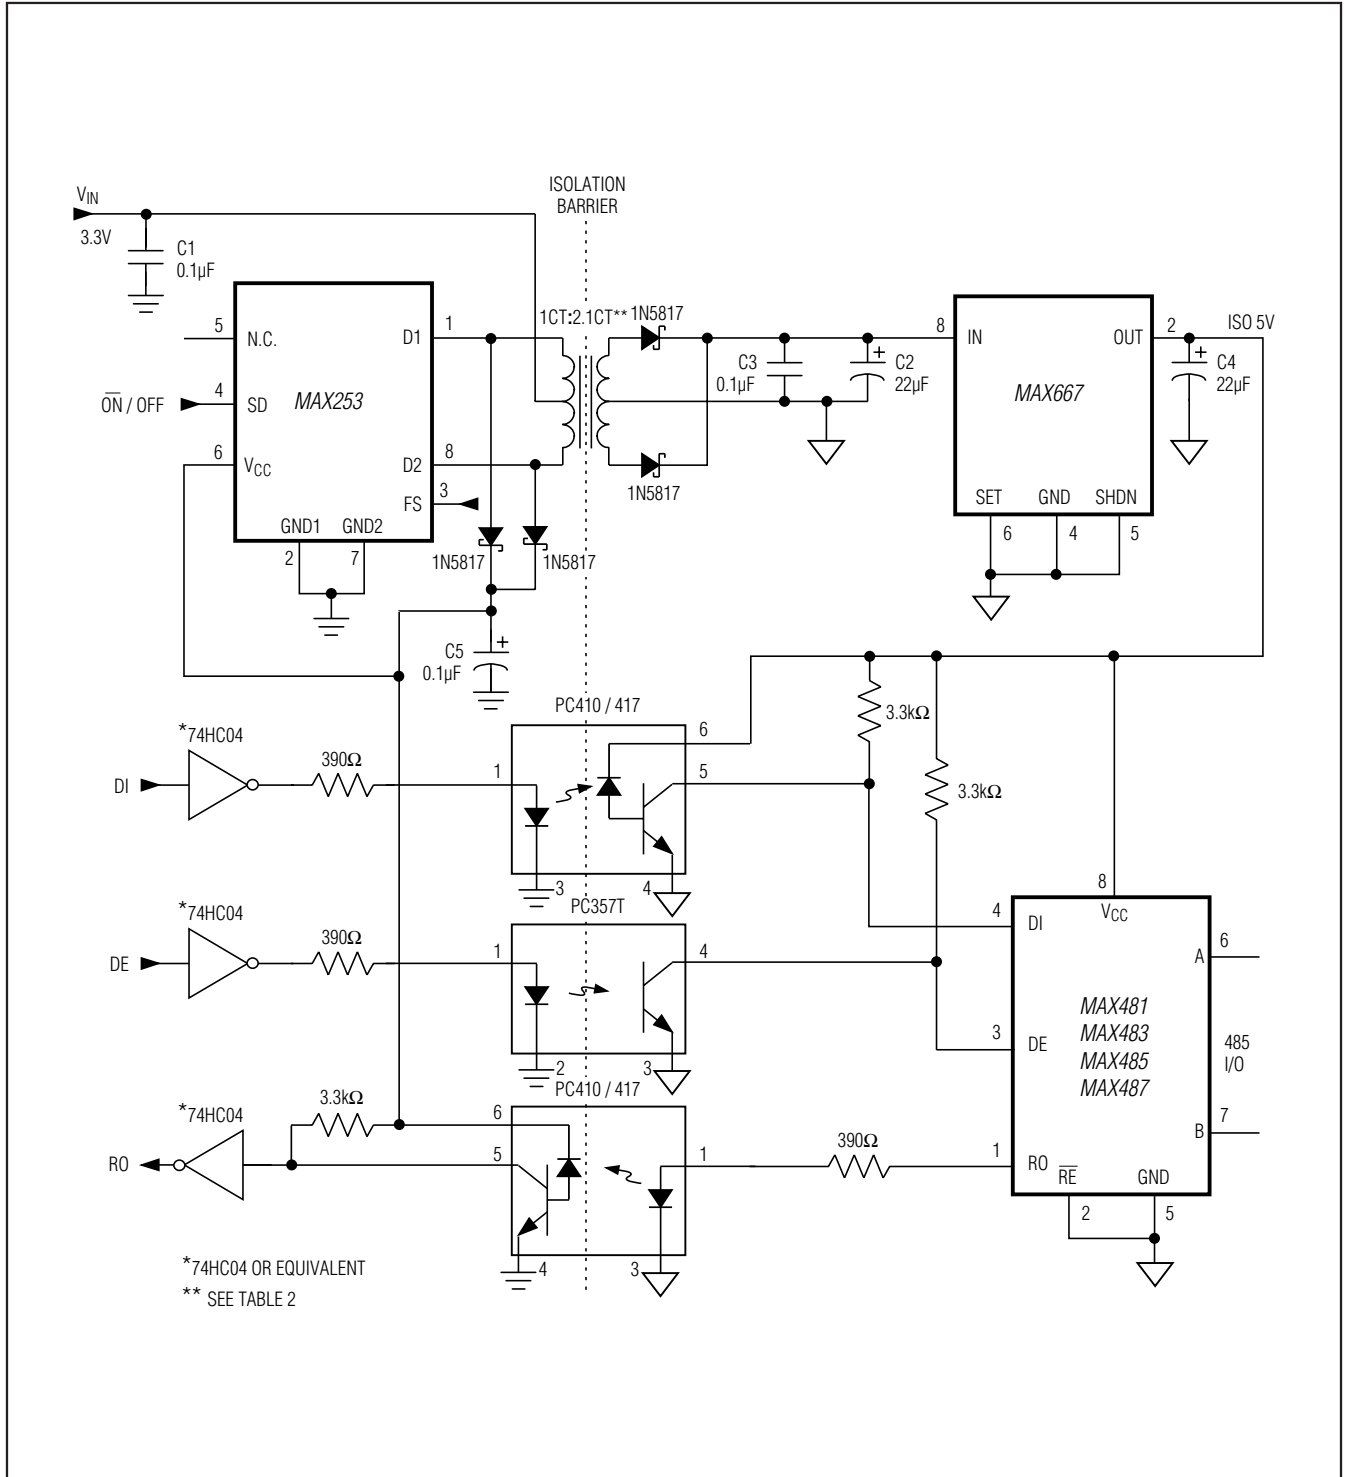 ISOLATION
BARRIER
VIN
3.3V
C1
0.1µF
5
N.C.
4
ON / OFF
SD
6
VCC
MAX253
D1
1
D2
8
FS
3
GND1
GND2
2
7
1N5817
1N5817
1CT:2.1CT**
1N5817
1N5817
C3
0.1µF
+
C2
22µF
8
IN
MAX667
OUT
2
ISO 5V
+
C4
22µF
SET
GND
SHDN
6
4
5
C5
0.1µF
+
PC410 / 417
*74HC04
DI
390Ω
1
6
5
3
4
3.3kΩ
3.3kΩ
PC357T
*74HC04
DE
390Ω
1
4
2
3
PC410 / 417
*74HC04
RO
3.3kΩ
6
5
1
4
3
390Ω
8
VCC
4
DI
3
DE
1
RO
RE
GND
2
5
MAX481
MAX483
MAX485
MAX487
A
6
485
I/O
B
7
*74HC04 OR EQUIVALENT
** SEE TABLE 2